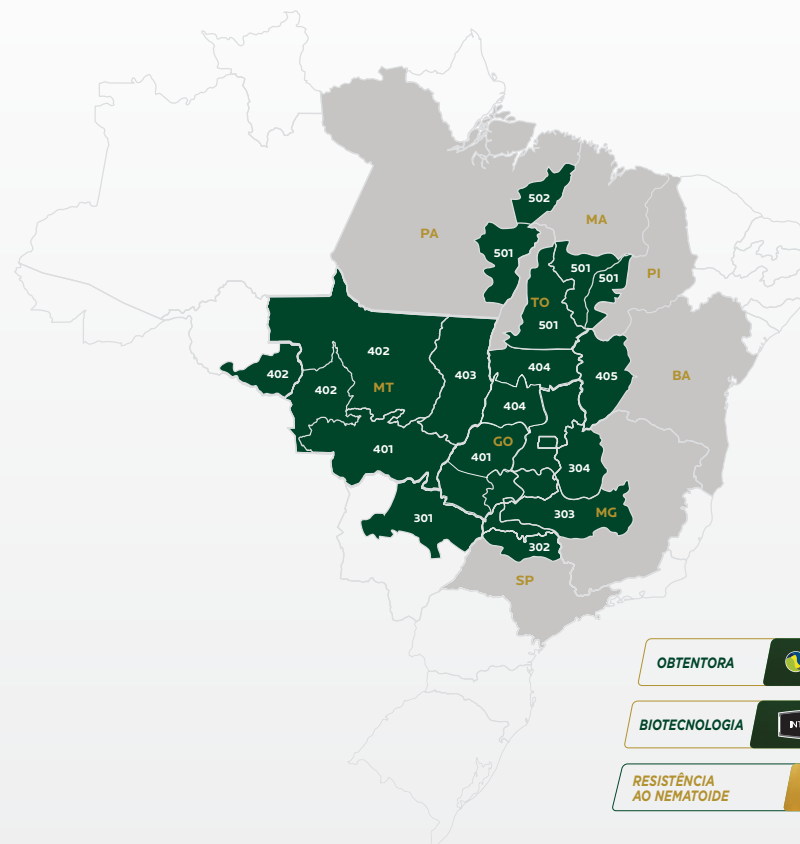 502
MA
PA
501
501
PI
501
TO
501
402
404
402
403
405
BA
MT
402
404
GO
401
401
304
303
MG
301
302
SP
OBTENTORA
BIOTECNOLOGIA
RESISTÊNCIA
AO NEMATOIDE